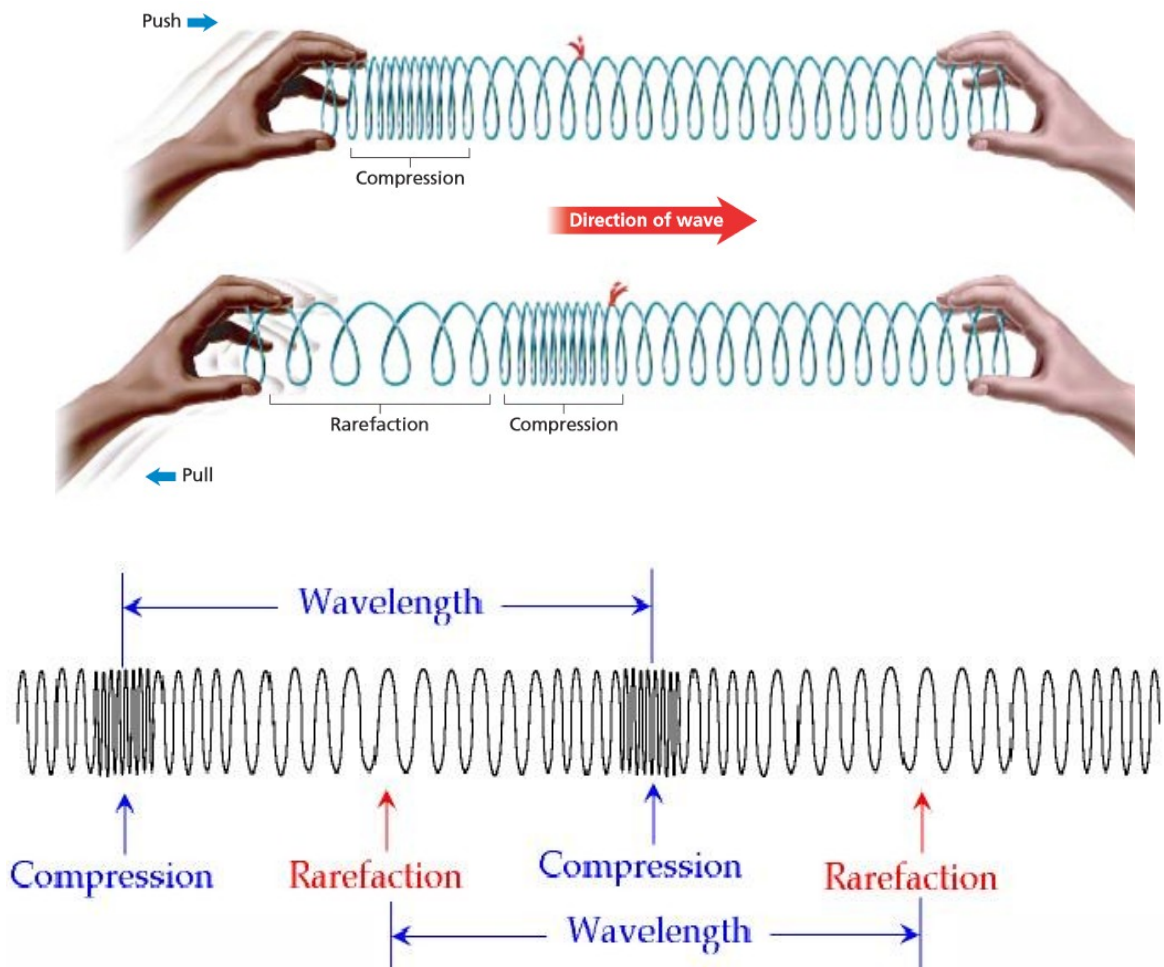 Push
Compression
Direction of wave
Rarefaction
Compression
Pull
Wavelength
Compression
Rarefaction
Compression
Rarefaction
Wavelength